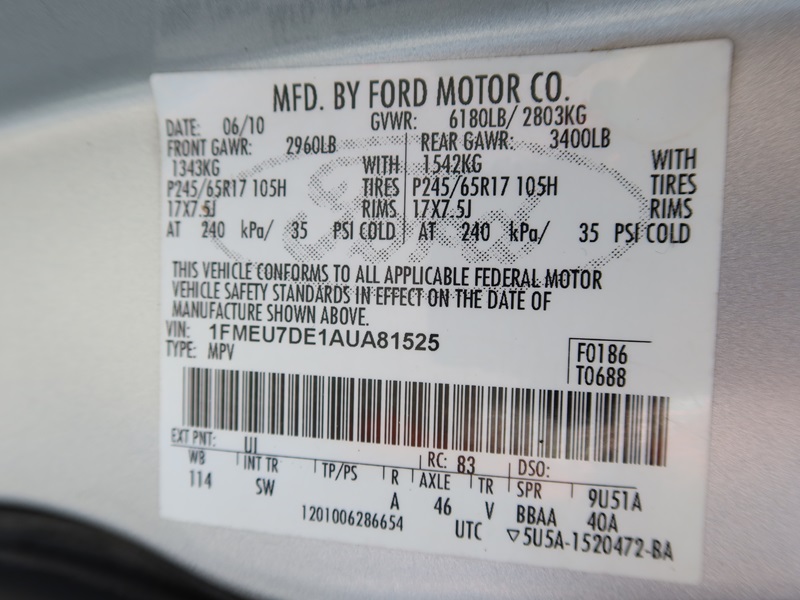 MFD. BY FORD MOTOR CO.
DATE: 06/10 GVWR: 6180LB/ 2803KG
FRONT GAWR: 2960LB REAR GAWR: 3400LB
1343KG WITH 1542KG WITH
P245/65R17 105H TIRES P245/65R17 105H TIRES
17X7.5J RIMS 17X7.5J RIMS
AT 240 kPa/ 35 PSI COLD AT 240 kPa/ 35 PSI COLD
THIS VEHICLE CONFORMS TO ALL APPLICABLE FEDERAL MOTOR
VEHICLE SAFETY STANDARDS IN EFFECT ON THE DATE OF
MANUFACTURE SHOWN ABOVE.
VIN: 1FMEU7DE1AUA81525
TYPE: MPV
F0186
T0688
EXT PNT: UI RC: 83 DSO:
WB INT TR TP/PS R AXLE TR SPR 9U51A
114 SW A 46 V BBAA 40A
1201006286654 UTC ▽5U5A-1520472-BA
Ford